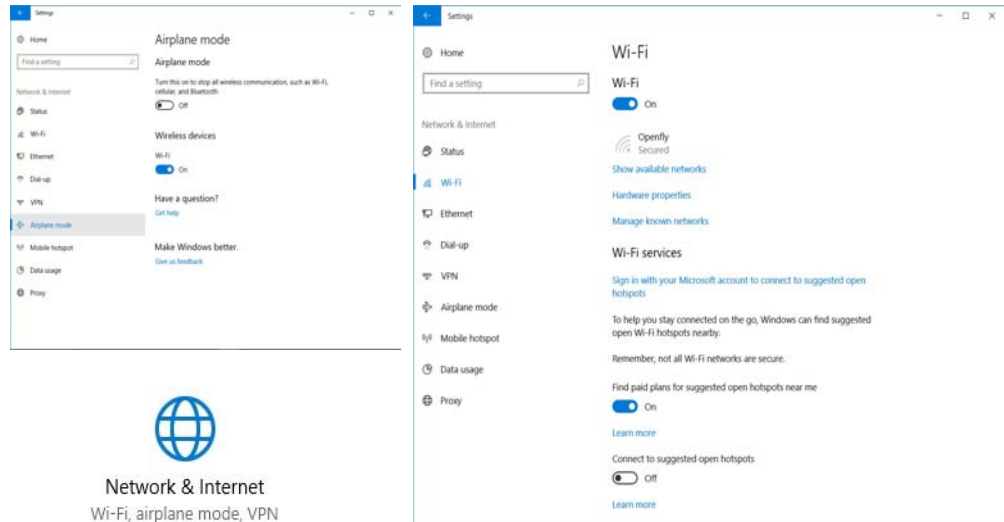 Settings
Home
Airplane mode
Find a setting
Airplane mode
Turn this on to stop all wireless communication, such as Wi-Fi,
cellular, and Bluetooth
Off
Network & Internet
Status
Wi-Fi
Wireless devices
Ethernet
Wi-Fi
On
Dial-up
VPN
Have a question?
Get help
Airplane mode
Mobile hotspot
Make Windows better.
Give us feedback
Data usage
Proxy
Network & Internet
Wi-Fi, airplane mode, VPN
Settings
Home
Find a setting
Network & Internet
Status
Wi-Fi
Ethernet
Dial-up
VPN
Airplane mode
Mobile hotspot
Data usage
Proxy
Wi-Fi
Wi-Fi
On
Openfly
Secured
Show available networks
Hardware properties
Manage known networks
Wi-Fi services
Sign in with your Microsoft account to connect to suggested open
hotspots
To help you stay connected on the go, Windows can find suggested
open Wi-Fi hotspots nearby.
Remember, not all Wi-Fi networks are secure.
Find paid plans for suggested open hotspots near me
On
Learn more
Connect to suggested open hotspots
Off
Learn more